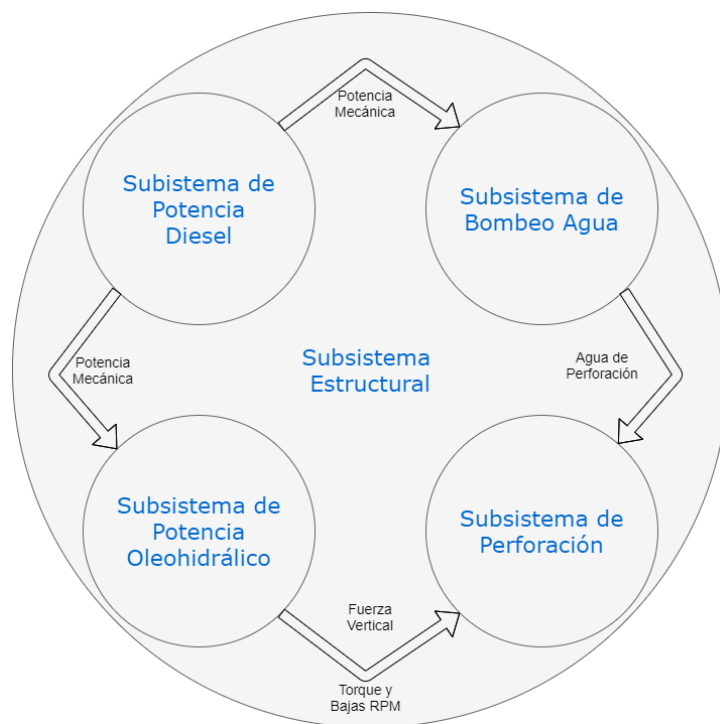 Potencia
Mecánica
Subistema de
Potencia
Diesel
Subsistema de
Bombeo Agua
Potencia
Mecánica
Subsistema
Estructural
Agua de
Perforación
Subsistema de
Potencia
Oleohidrálico
Subsistema de
Perforación
Fuerza
Vertical
Torque y
Bajas RPM